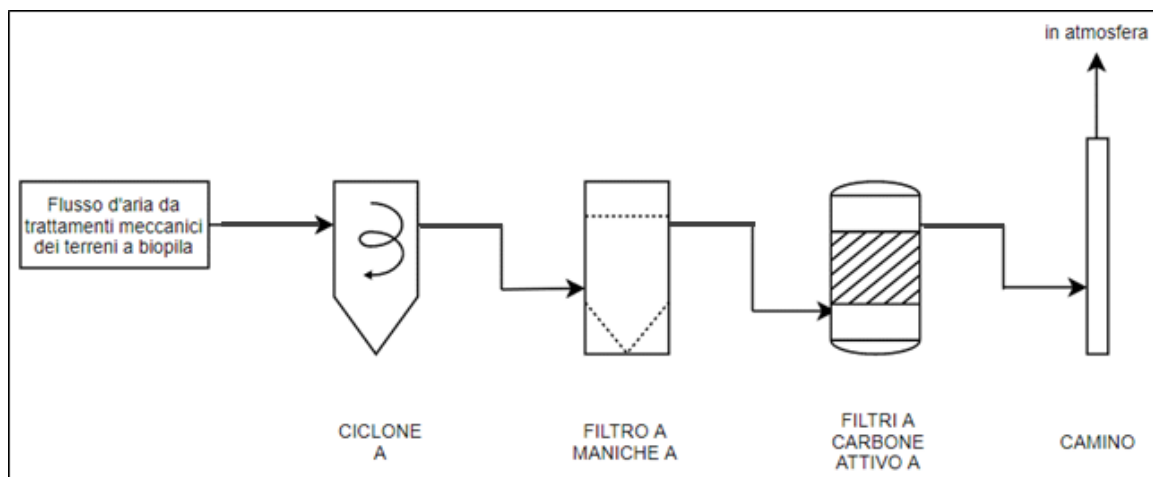 in atmosfera
Flusso d'aria da
trattamenti meccanici
dei terreni a biopila
CICLONE
A
FILTRO A
MANICHE A
FILTRI A
CARBONE
ATTIVO A
CAMINO